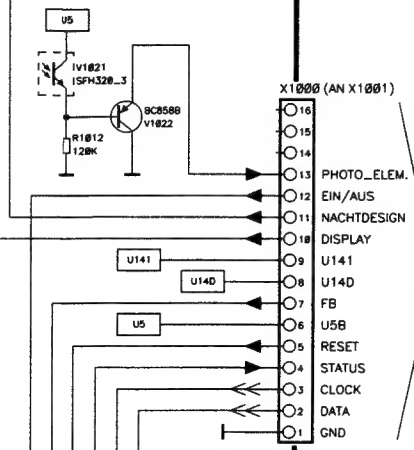 U5
V1021
SFH320_3
BC858B
V1022
R1012
120K
X1000 (AN X1001)
16
15
14
13 PHOTO_ELEM.
12 EIN/AUS
11 NACHTDESIGN
10 DISPLAY
U141 9 U141
U14D 8 U14D
7 FB
U5 6 U5B
5 RESET
4 STATUS
3 CLOCK
2 DATA
1 GND